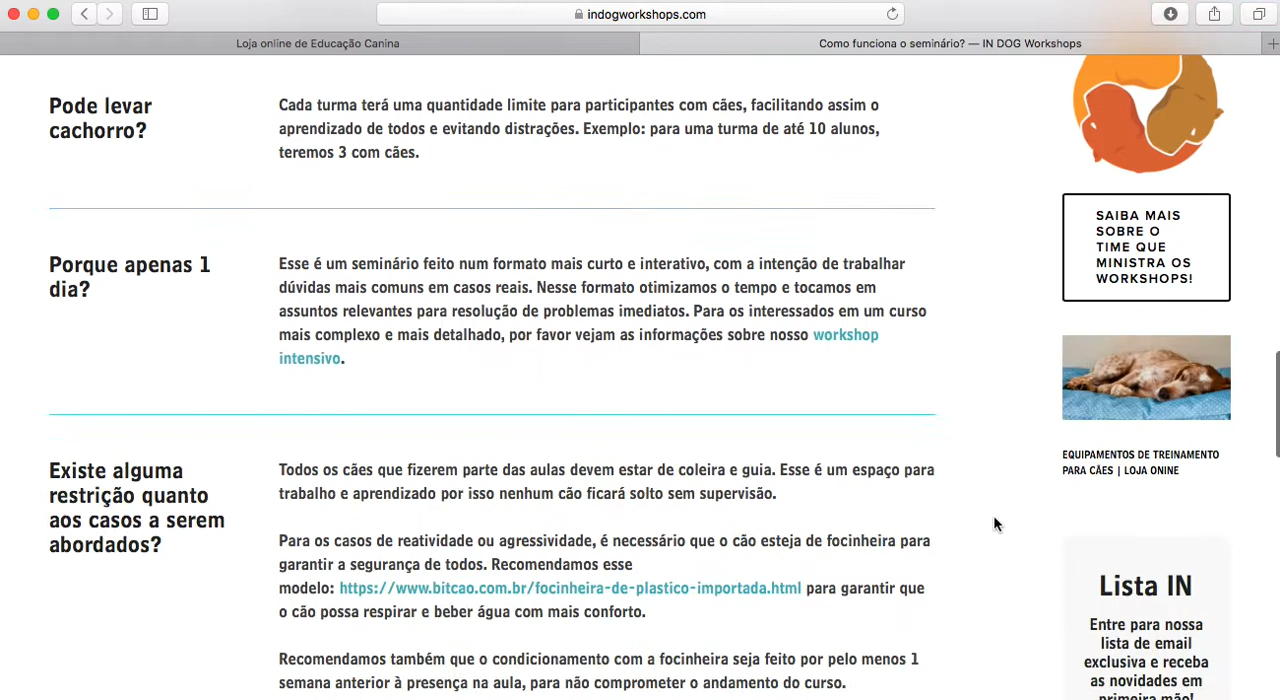 indogworkshops.com
Loja online de Educação Canina
Como funciona o seminário? — IN DOG Workshops
Pode levar
cachorro?
Cada turma terá uma quantidade limite para participantes com cães, facilitando assim o
aprendizado de todos e evitando distrações. Exemplo: para uma turma de até 10 alunos,
teremos 3 com cães.
Porque apenas 1
dia?
Esse é um seminário feito num formato mais curto e interativo, com a intenção de trabalhar
dúvidas mais comuns em casos reais. Nesse formato otimizamos o tempo e tocamos em
assuntos relevantes para resolução de problemas imediatos. Para os interessados em um curso
mais complexo e mais detalhado, por favor vejam as informações sobre nosso workshop
intensivo.
Existe alguma
restrição quanto
aos casos a serem
abordados?
Todos os cães que fizerem parte das aulas devem estar de coleira e guia. Esse é um espaço para
trabalho e aprendizado por isso nenhum cão ficará solto sem supervisão.
Para os casos de reatividade ou agressividade, é necessário que o cão esteja de focinheira para
garantir a segurança de todos. Recomendamos esse
modelo: https://www.bitcao.com.br/focinheira-de-plastico-importada.html para garantir que
o cão possa respirar e beber água com mais conforto.
Recomendamos também que o condicionamento com a focinheira seja feito por pelo menos 1
semana anterior à presença na aula, para não comprometer o andamento do curso.
SAIBA MAIS
SOBRE O
TIME QUE
MINISTRA OS
WORKSHOPS!
EQUIPAMENTOS DE TREINAMENTO
PARA CÃES | LOJA ONINE
Lista IN
Entre para nossa
lista de email
exclusiva e receba
as novidades em
primeira mão!